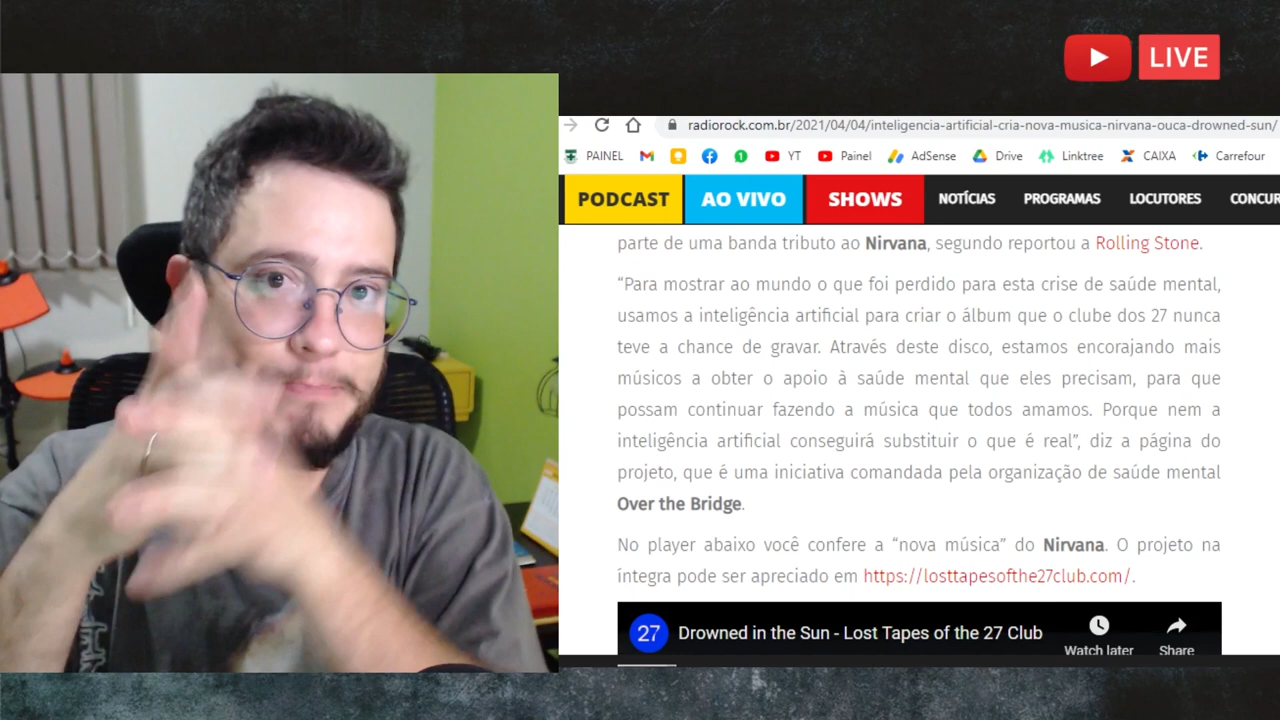 LIVE
radiorock.com.br/2021/04/04/inteligencia-artificial-cria-nova-musica-nirvana-ouca-drowned-sun/
PAINEL YT Painel AdSense Drive Linktree CAIXA Carrefour
PODCAST AO VIVO SHOWS NOTÍCIAS PROGRAMAS LOCUTORES CONCUR
parte de uma banda tributo ao Nirvana, segundo reportou a Rolling Stone.
“Para mostrar ao mundo o que foi perdido para esta crise de saúde mental,
usamos a inteligência artificial para criar o álbum que o clube dos 27 nunca
teve a chance de gravar. Através deste disco, estamos encorajando mais
músicos a obter o apoio à saúde mental que eles precisam, para que
possam continuar fazendo a música que todos amamos. Porque nem a
inteligência artificial conseguirá substituir o que é real”, diz a página do
projeto, que é uma iniciativa comandada pela organização de saúde mental
Over the Bridge.
No player abaixo você confere a “nova música” do Nirvana. O projeto na
íntegra pode ser apreciado em https://losttapesofthe27club.com/.
27 Drowned in the Sun - Lost Tapes of the 27 Club
Watch later Share